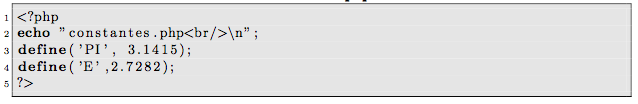 1 <?php
2 echo "constantes.php<br/>\n";
3 define('PI', 3.1415);
4 define('E',2.7282);
5 ?>